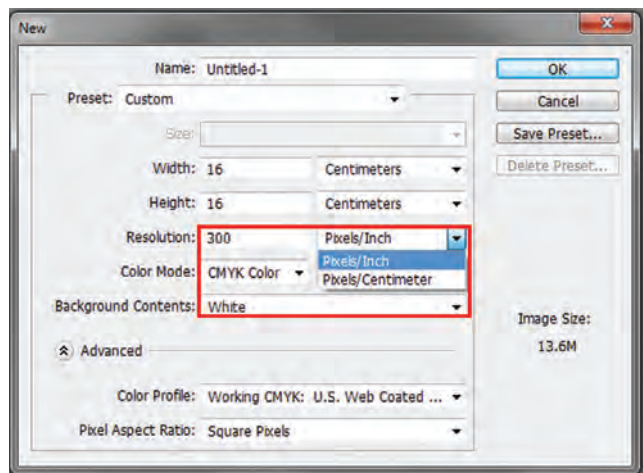 New
Name: Untitled-1
OK
Preset: Custom
Cancel
Size:
Save Preset...
Width: 16 Centimeters
Delete Preset...
Height: 16 Centimeters
Resolution: 300 Pixels/Inch
Pixels/Inch
Color Mode: CMYK Color
Pixels/Centimeter
Background Contents: White
Image Size:
13.6M
Advanced
Color Profile: Working CMYK: U.S. Web Coated ...
Pixel Aspect Ratio: Square Pixels